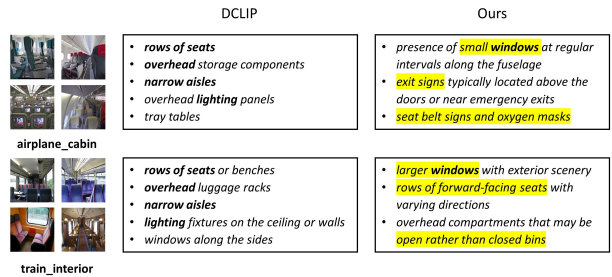 DCLIP
Ours
• rows of seats
• overhead storage components
• narrow aisles
• overhead lighting panels
• tray tables
• presence of small windows at regular
intervals along the fuselage
• exit signs typically located above the
doors or near emergency exits
• seat belt signs and oxygen masks
airplane_cabin
• rows of seats or benches
• overhead luggage racks
• narrow aisles
• lighting fixtures on the ceiling or walls
• windows along the sides
• larger windows with exterior scenery
• rows of forward-facing seats with
varying directions
• overhead compartments that may be
open rather than closed bins
train_interior